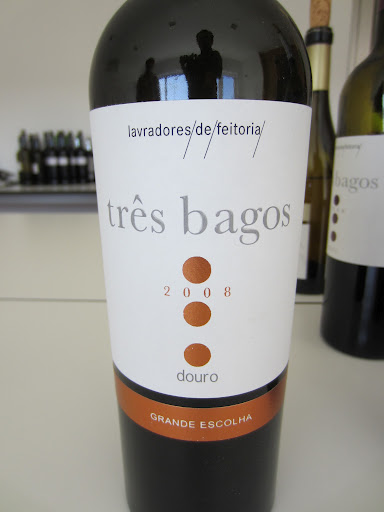 lavradores/de/feitoria/
três bagos
2008
douro
GRANDE ESCOLHA
bagos